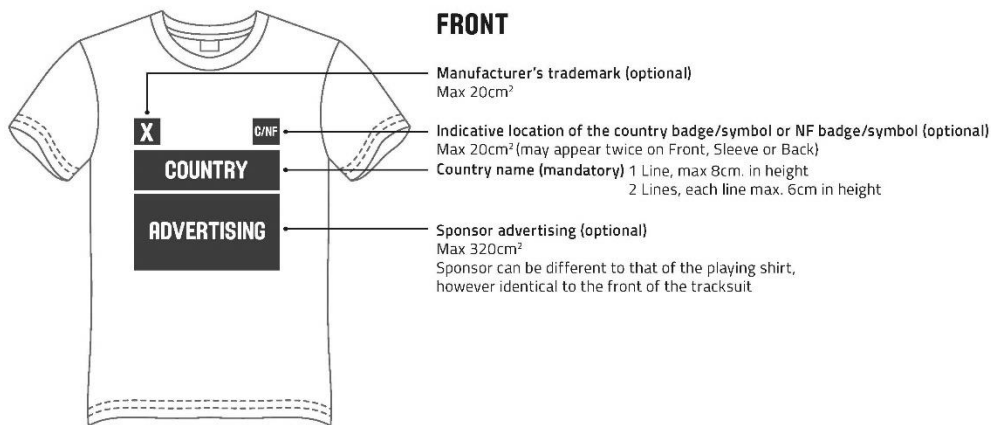 FRONT
Manufacturer's trademark (optional)
Max 20cm²
X
C/NF
Indicative location of the country badge/symbol or NF badge/symbol (optional)
Max 20cm² (may appear twice on Front, Sleeve or Back)
COUNTRY
Country name (mandatory) 1 Line, max 8cm. in height
2 Lines, each line max. 6cm in height
ADVERTISING
Sponsor advertising (optional)
Max 320cm²
Sponsor can be different to that of the playing shirt,
however identical to the front of the tracksuit